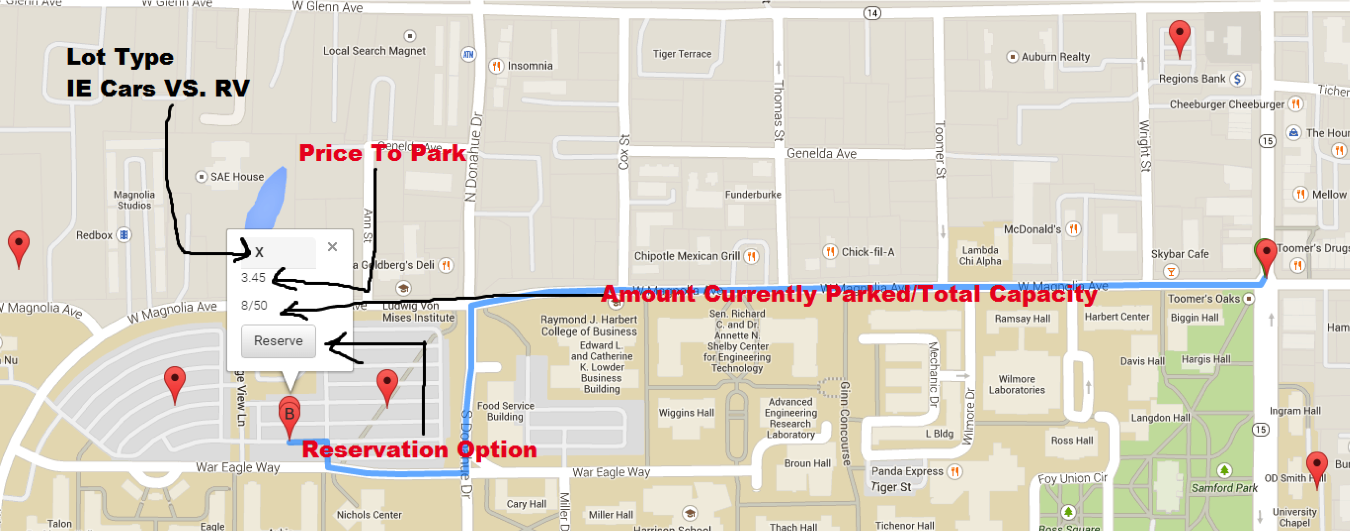 W Glenn Ave
W Glenn Ave
W Glenn Ave
14
Lot Type
IE Cars VS. RV
Local Search Magnet
ATM
Insomnia
Tiger Terrace
Auburn Realty
Regions Bank
$
Cheeburger Cheeburger
Tichen
The Hour
15
Mellow
N Donahue Dr
Cox St
Thomas St
Toomer St
Wright St
Price To Park
Genelda Ave
Genelda Ave
SAE House
Magnolia
Studios
Redbox
Ann St
Funderburke
McDonald's
Lambda
Chi Alpha
Skybar Cafe
Toomer's Drugs
Chipotle Mexican Grill
Chick-fil-A
X
×
3.45
8/50
Reserve
a Goldberg's Deli
Ludwig Von
Mises Institute
W Magnolia Ave
W Magnolia Ave
W Magnolia Ave
W Magnolia Ave
W Magnolia Ave
Amount Currently Parked/Total Capacity
Toomer's Oaks
Biggin Hall
Ramsay Hall
Harbert Center
Raymond J. Harbert
College of Business
Edward L.
and Catherine
K. Lowder
Business
Building
Sen. Richard
C. and Dr.
Annette N.
Shelby Center
for Engineering
Technology
Ham
Nu
Davis Hall
Hargis Hall
Wilmore
Laboratories
Mechanic Dr
Wilmore Dr
Ginn Concourse
B
ge View Ln
S Donahue Dr
Food Service
Building
Wiggins Hall
Advanced
Engineering
Research
Laboratory
Langdon Hall
Ingram Hall
L Bldg
Ross Hall
15
Reservation Option
War Eagle Way
War Eagle Way
Broun Hall
Panda Express
Tiger St
Foy Union Cir
Samford Park
OD Smith Hall
Bu
Cary Hall
Miller Dr
Miller Hall
Nichols Center
Talon
Eagle
Harrison School
Thach Hall
Tichenor Hall
Ross Square
University
Chapel